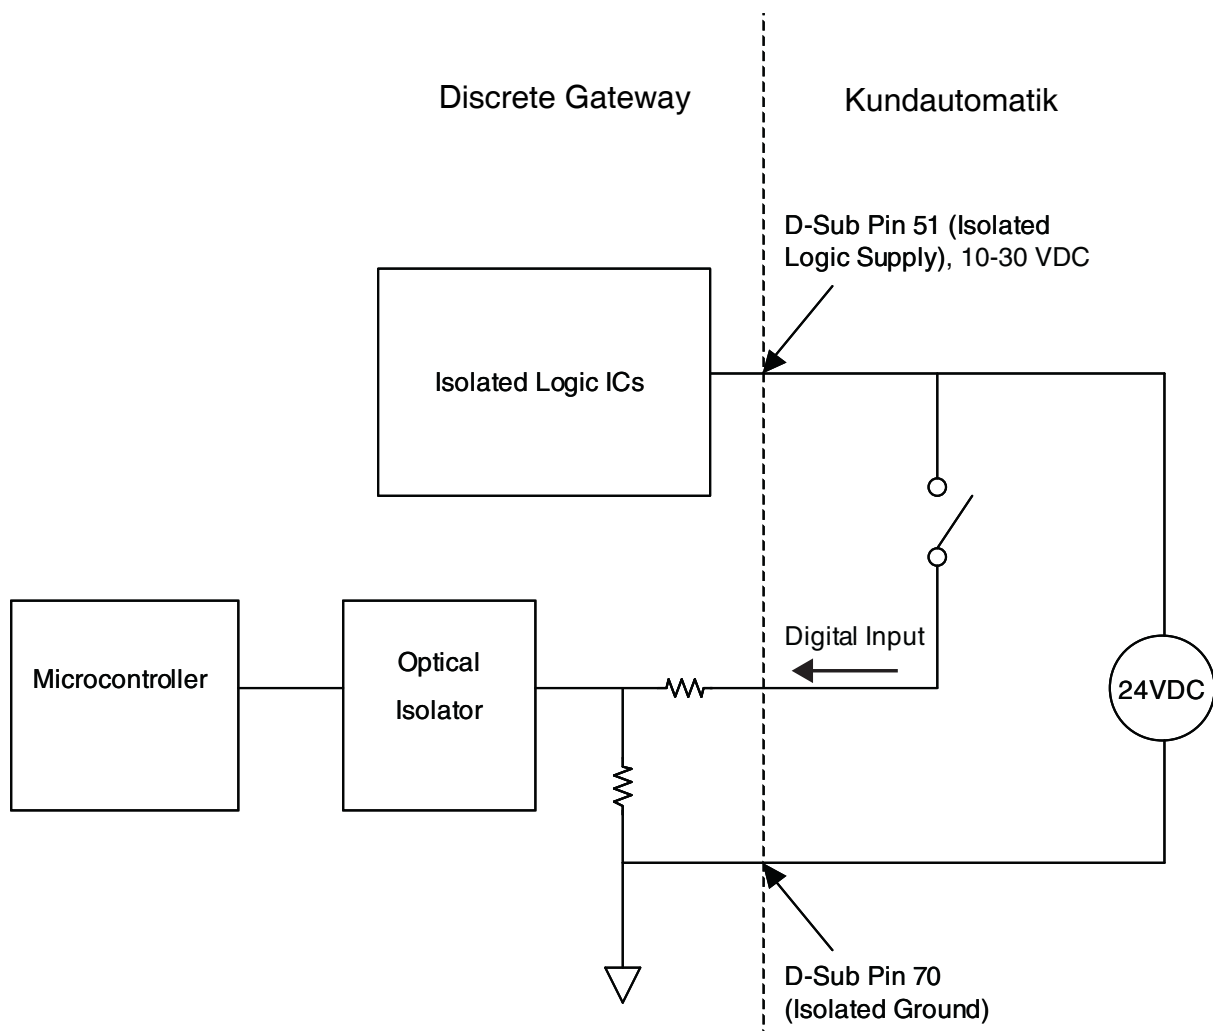 Discrete Gateway
Kundautomatik
D-Sub Pin 51 (Isolated
Logic Supply), 10-30 VDC
Isolated Logic ICs
Digital Input
Microcontroller
Optical
Isolator
24VDC
D-Sub Pin 70
(Isolated Ground)